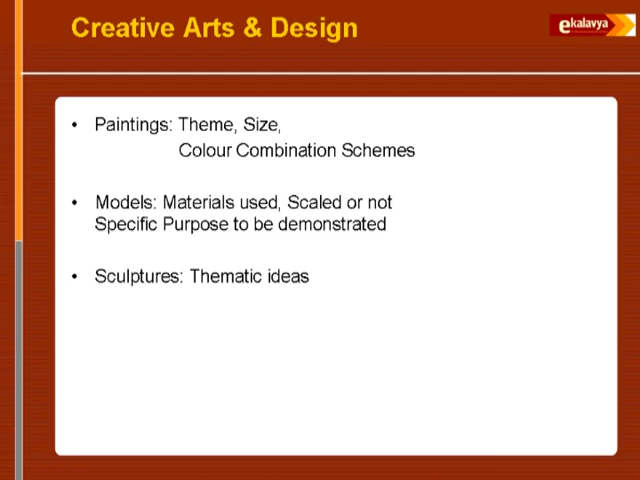 Creative Arts & Design
ekalavya
• Paintings: Theme, Size,
Colour Combination Schemes
• Models: Materials used, Scaled or not
Specific Purpose to be demonstrated
• Sculptures: Thematic ideas